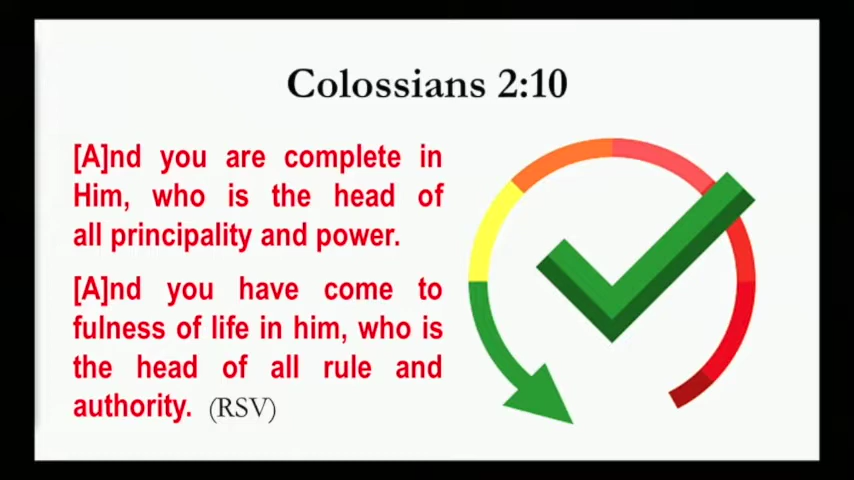 Colossians 2:10
[A]nd you are complete in
Him, who is the head of
all principality and power.
[A]nd you have come to
fulness of life in him, who is
the head of all rule and
authority. (RSV)